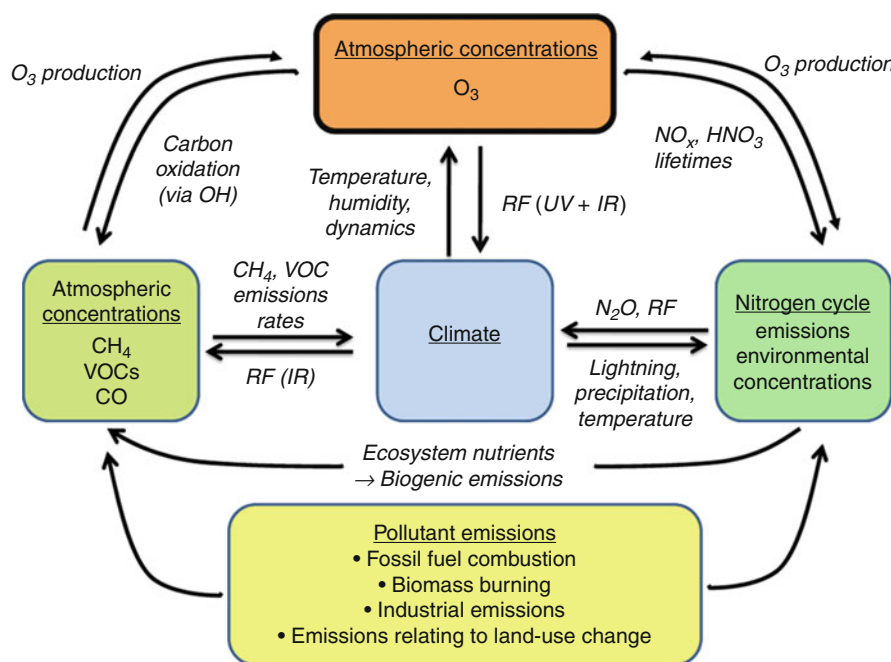 Atmospheric concentrations
O₃
O₃ production
O₃ production
Carbon
oxidation
(via OH)
NOₓ, HNO₃
lifetimes
Temperature,
humidity,
dynamics
RF (UV + IR)
Atmospheric
concentrations
CH₄
VOCs
CO
CH₄, VOC
emissions
rates
RF (IR)
Climate
N₂O, RF
Lightning,
precipitation,
temperature
Nitrogen cycle
emissions
environmental
concentrations
Ecosystem nutrients
→ Biogenic emissions
Pollutant emissions
• Fossil fuel combustion
• Biomass burning
• Industrial emissions
• Emissions relating to land-use change